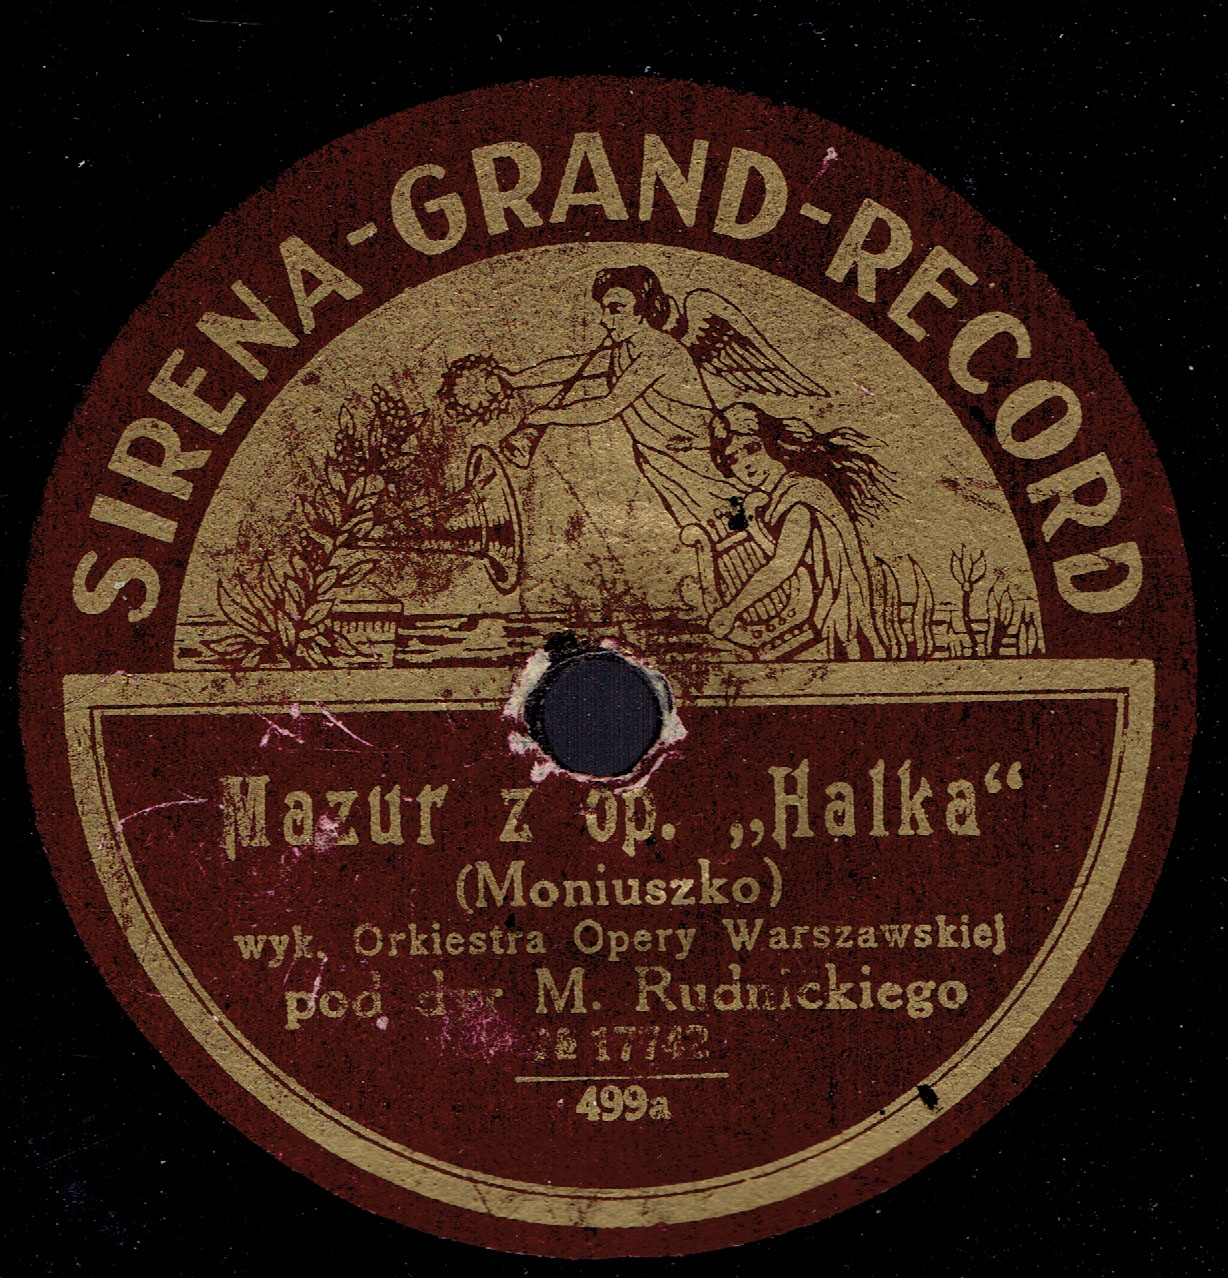 SIRENA-GRAND-RECORD
Mazur z op. „Halka“
(Moniuszko)
wyk. Orkiestra Opery Warszawskiej
pod dyr M. Rudnickiego
№ 17742
499a